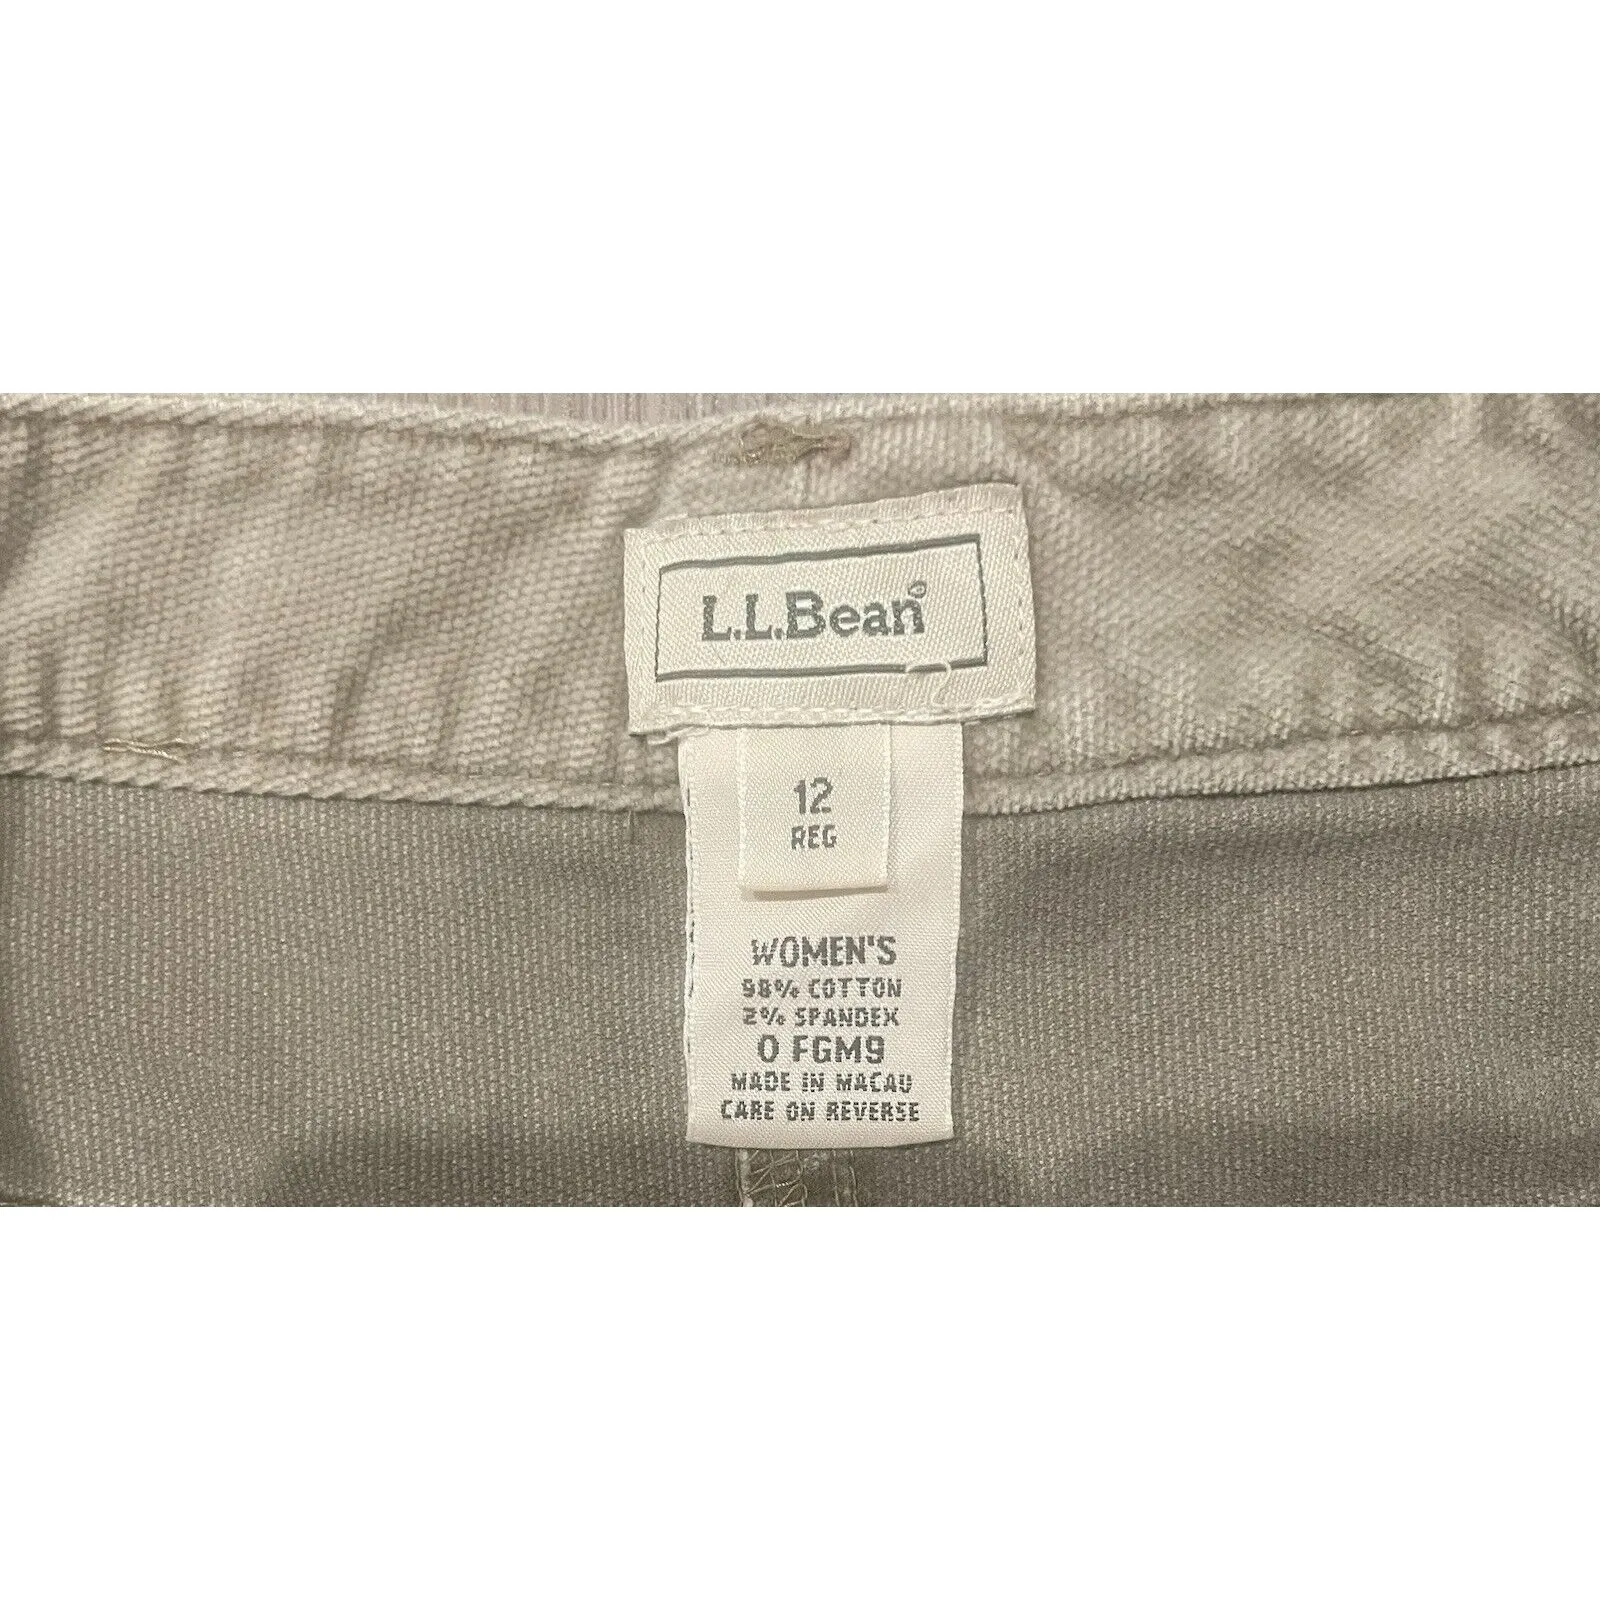 L.L.Bean®
12
REG
WOMEN'S
98% COTTON
2% SPANDEX
0 FGM9
MADE IN MACAU
CARE ON REVERSE